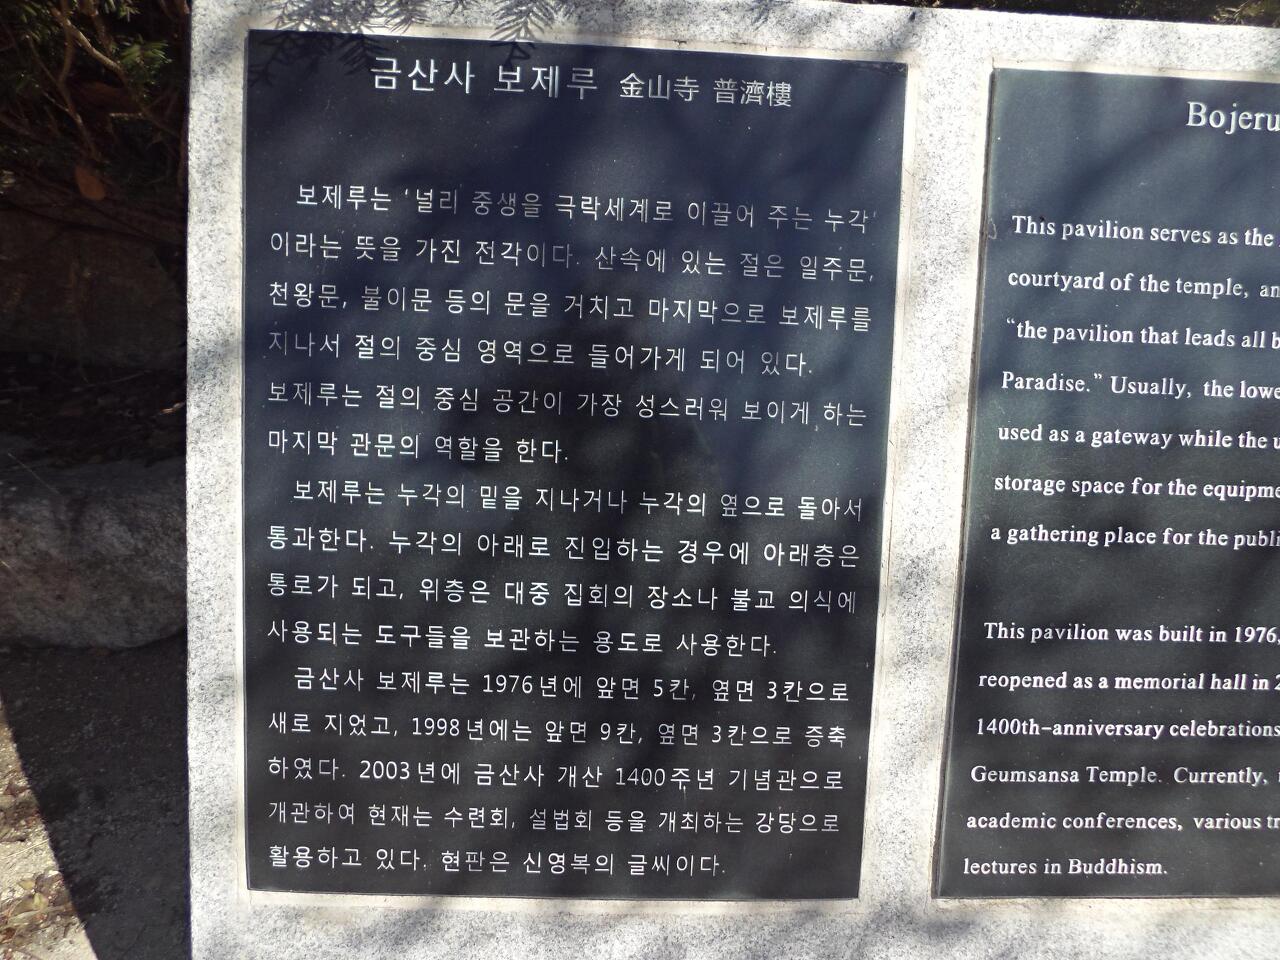 금산사 보제루 金山寺 普濟樓
보제루는 '널리 중생을 극락세계로 이끌어 주는 누각'
이라는 뜻을 가진 전각이다. 산속에 있는 절은 일주문,
천왕문, 불이문 등의 문을 거치고 마지막으로 보제루를
지나서 절의 중심 영역으로 들어가게 되어 있다.
보제루는 절의 중심 공간이 가장 성스러워 보이게 하는
마지막 관문의 역할을 한다.
보제루는 누각의 밑을 지나거나 누각의 옆으로 돌아서
통과한다. 누각의 아래로 진입하는 경우에 아래층은
통로가 되고, 위층은 대중 집회의 장소나 불교 의식에
사용되는 도구들을 보관하는 용도로 사용한다.
금산사 보제루는 1976년에 앞면 5칸, 옆면 3칸으로
새로 지었고, 1998년에는 앞면 9칸, 옆면 3칸으로 증축
하였다. 2003년에 금산사 개산 1400주년 기념관으로
개관하여 현재는 수련회, 설법회 등을 개최하는 강당으로
활용하고 있다. 현판은 신영복의 글씨이다.
Bojeru
This pavilion serves as the
courtyard of the temple, an
"the pavilion that leads all b
Paradise." Usually, the lowe
used as a gateway while the u
storage space for the equipme
a gathering place for the publi
This pavilion was built in 1976,
reopened as a memorial hall in 2
1400th-anniversary celebrations
Geumsansa Temple. Currently,
academic conferences, various tr
lectures in Buddhism.